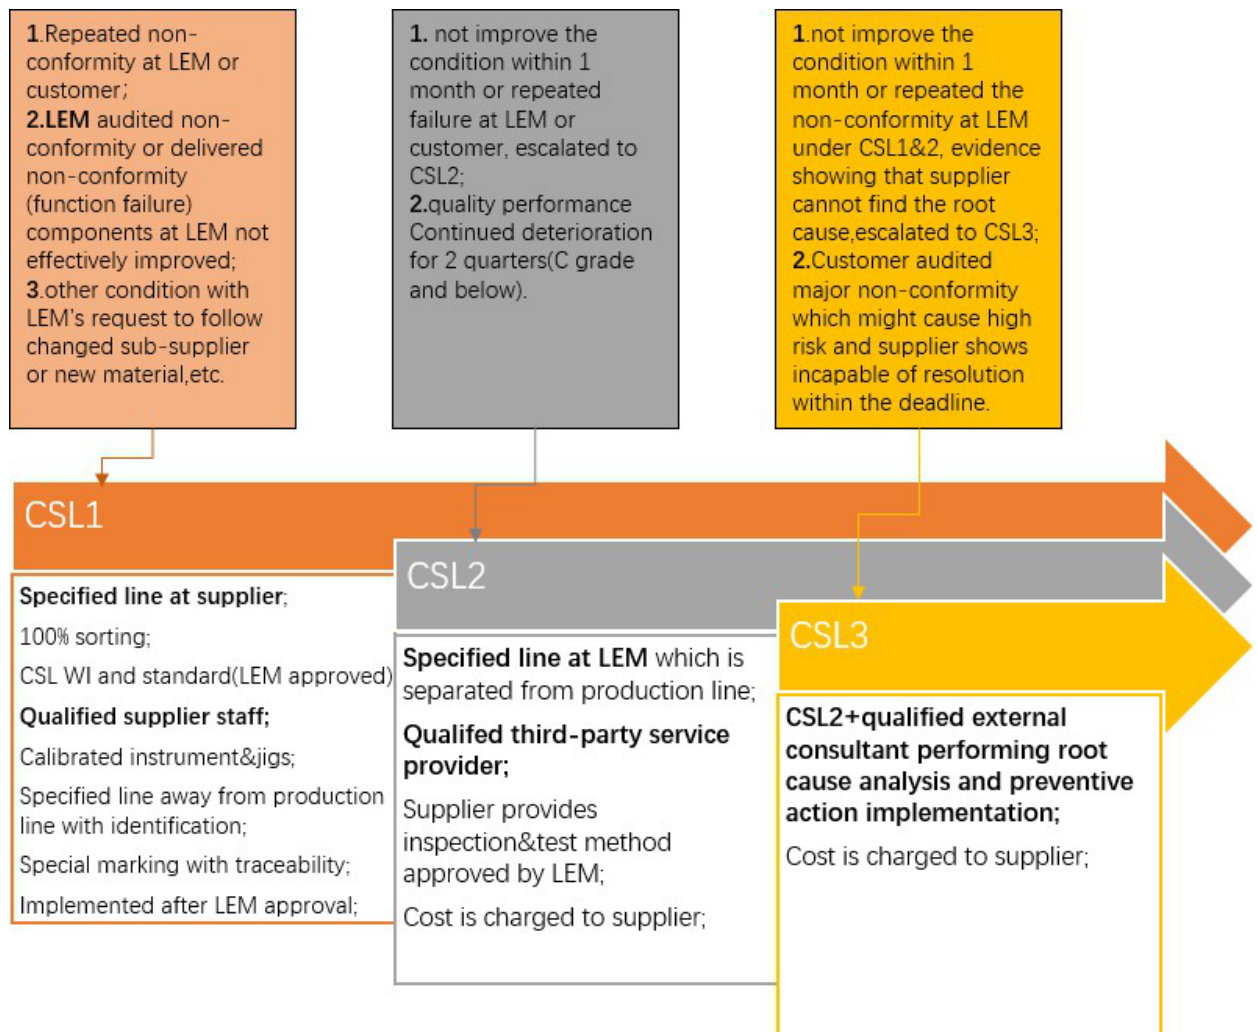 1.Repeated non-
conformity at LEM or
customer;
2.LEM audited non-
conformity or delivered
non-conformity
(function failure)
components at LEM not
effectively improved;
3.other condition with
LEM's request to follow
changed sub-supplier
or new material,etc.
1. not improve the
condition within 1
month or repeated
failure at LEM or
customer, escalated to
CSL2;
2.quality performance
Continued deterioration
for 2 quarters(C grade
and below).
1.not improve the
condition within 1
month or repeated the
non-conformity at LEM
under CSL1&2, evidence
showing that supplier
cannot find the root
cause,escalated to CSL3;
2.Customer audited
major non-conformity
which might cause high
risk and supplier shows
incapable of resolution
within the deadline.
CSL1
Specified line at supplier;
100% sorting;
CSL WI and standard(LEM approved)
Qualified supplier staff;
Calibrated instrument&jigs;
Specified line away from production
line with identification;
Special marking with traceability;
Implemented after LEM approval;
CSL2
Specified line at LEM which is
separated from production line;
Qualifed third-party service
provider;
Supplier provides
inspection&test method
approved by LEM;
Cost is charged to supplier;
CSL3
CSL2+qualified external
consultant performing root
cause analysis and preventive
action implementation;
Cost is charged to supplier;